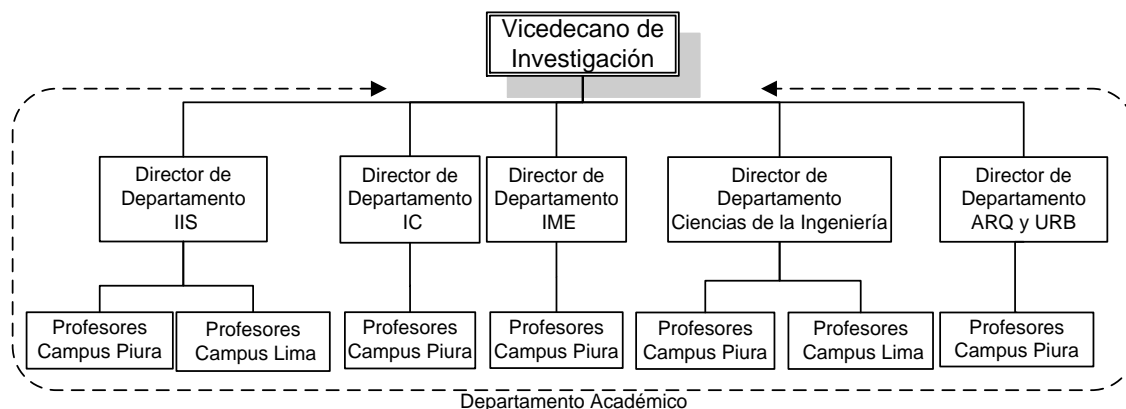 Vicedecano de
Investigación
Director de
Departamento
IIS
Director de
Departamento
IC
Director de
Departamento
IME
Director de
Departamento
Ciencias de la Ingeniería
Director de
Departamento
ARQ y URB
Profesores
Campus Piura
Profesores
Campus Lima
Profesores
Campus Piura
Profesores
Campus Piura
Profesores
Campus Piura
Profesores
Campus Lima
Profesores
Campus Piura
Departamento Académico